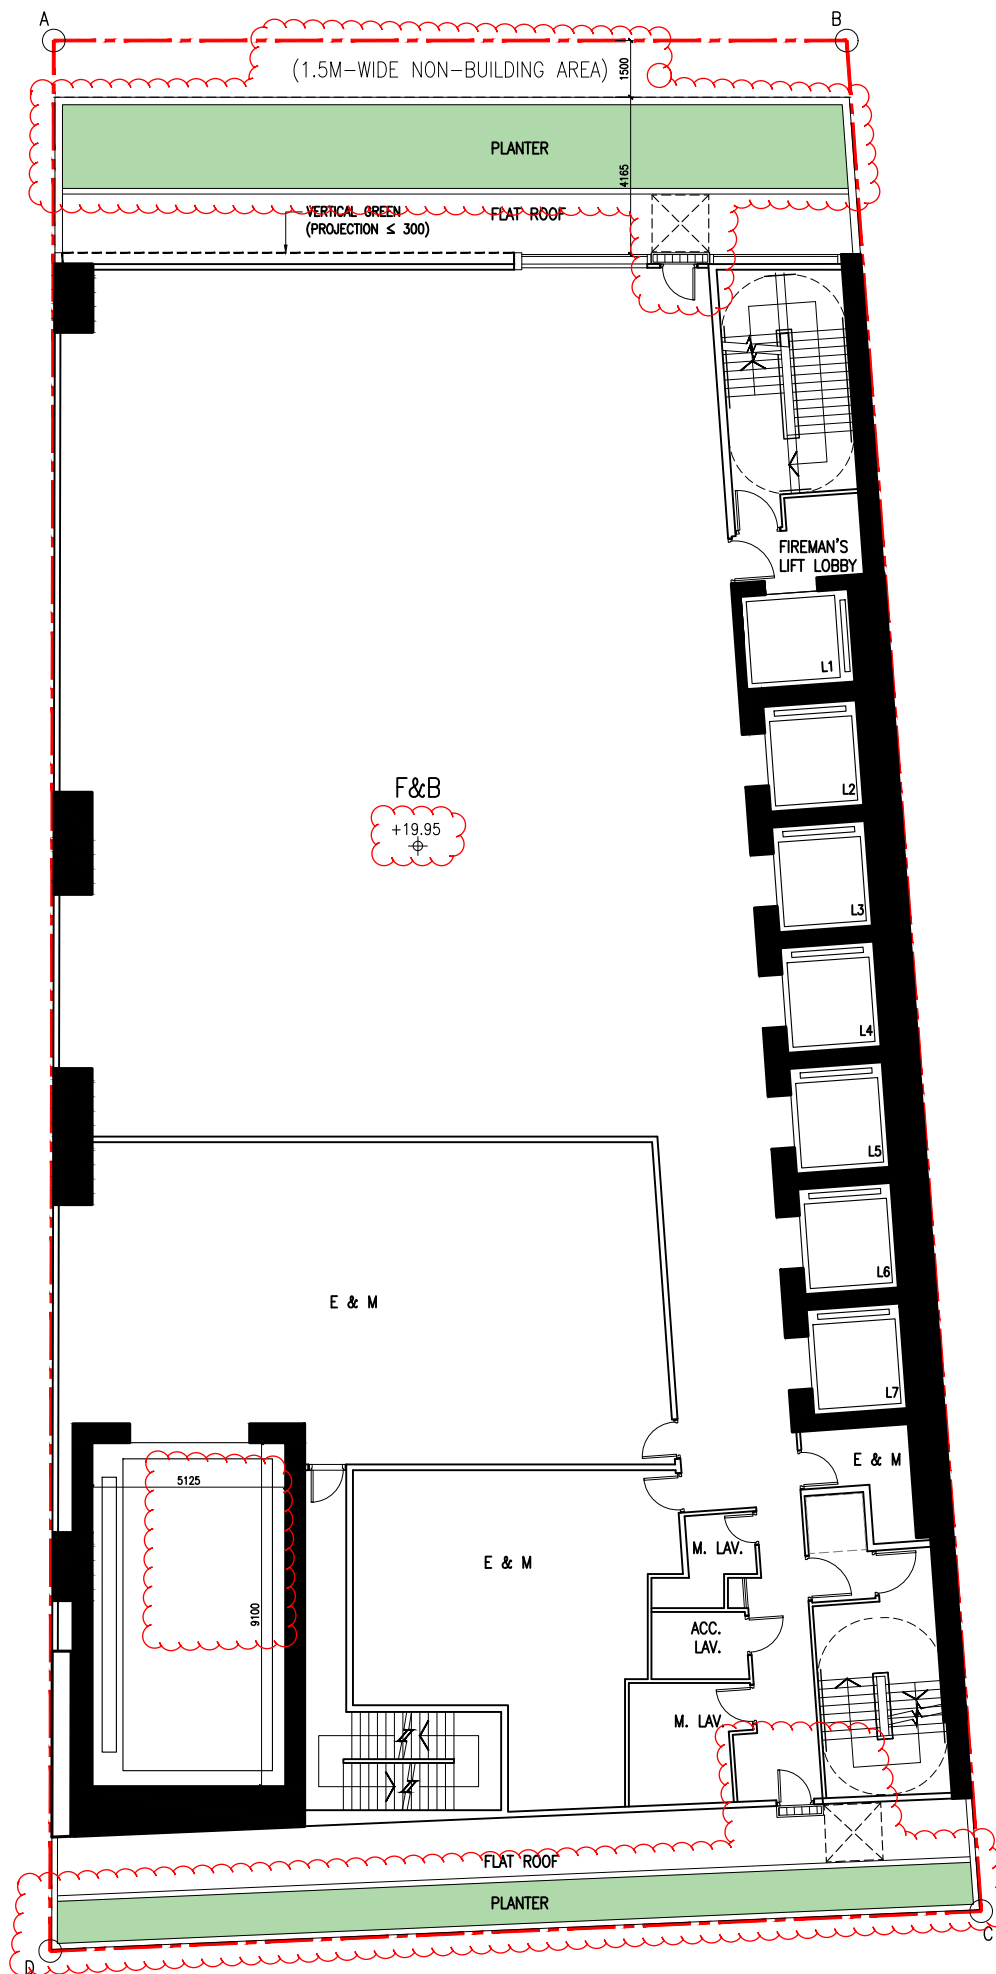 A
B
(1.5M-WIDE NON-BUILDING AREA)
1500
PLANTER
4165
VERTICAL GREEN
(PROJECTION ≤ 300)
FLAT ROOF
FIREMAN'S
LIFT LOBBY
L1
F&B
+19.95
L2
L3
L4
L5
L6
L7
E & M
E & M
5125
9100
E & M
M. LAV.
ACC.
LAV.
M. LAV.
FLAT ROOF
PLANTER
C
D